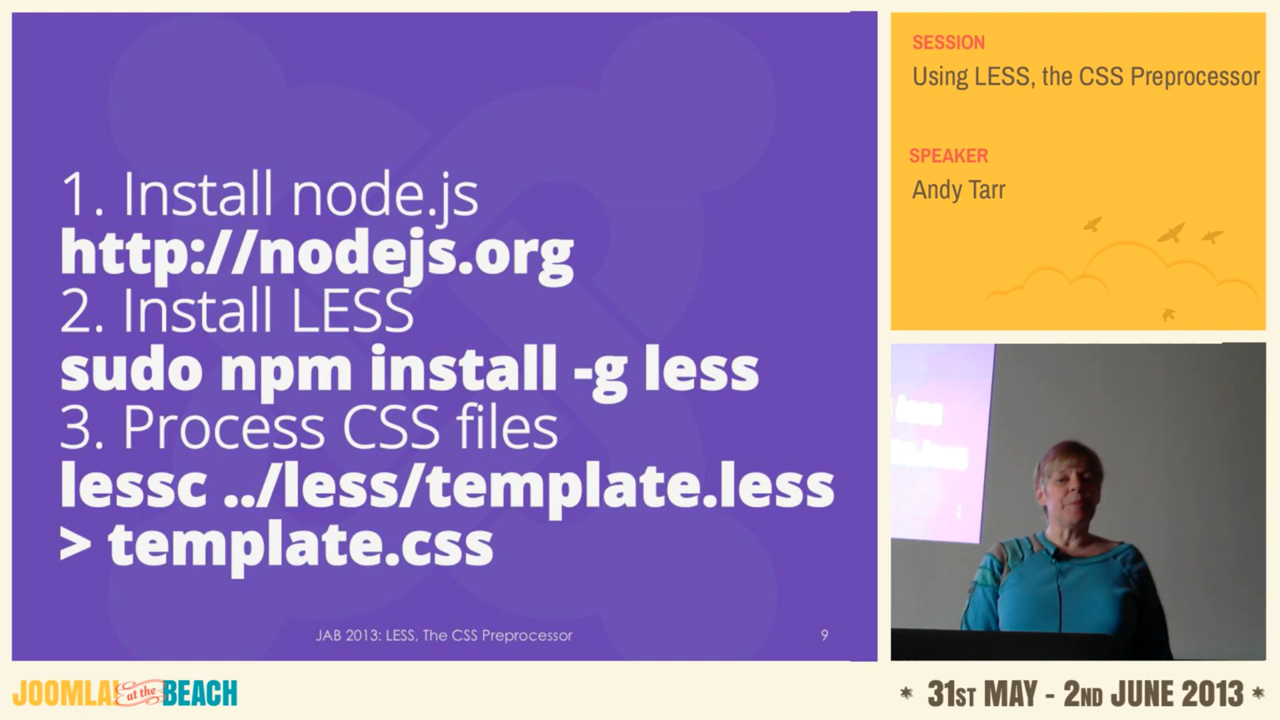 1. Install node.js
http://nodejs.org
2. Install LESS
sudo npm install -g less
3. Process CSS files
lessc ../less/template.less
> template.css
JAB 2013: LESS, The CSS Preprocessor
9
SESSION
Using LESS, the CSS Preprocessor
SPEAKER
Andy Tarr
less
JOOMLA! at the BEACH
* 31ST MAY - 2ND JUNE 2013 *